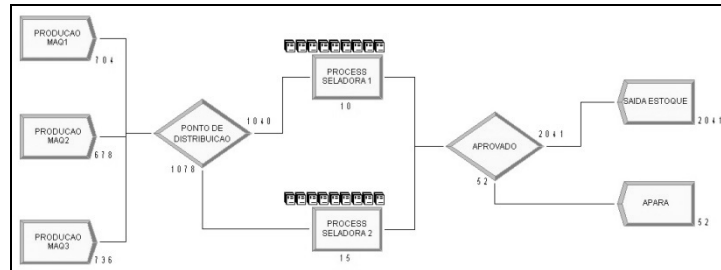 PRODUCAO
MAQ1
704
PRODUCAO
MAQ2
678
PRODUCAO
MAQ3
736
PONTO DE
DISTRIBUICAO
1040
1078
PROCESS
SELADORA 1
10
PROCESS
SELADORA 2
15
APROVADO
2041
52
SAIDA ESTOQUE
2041
APARA
52